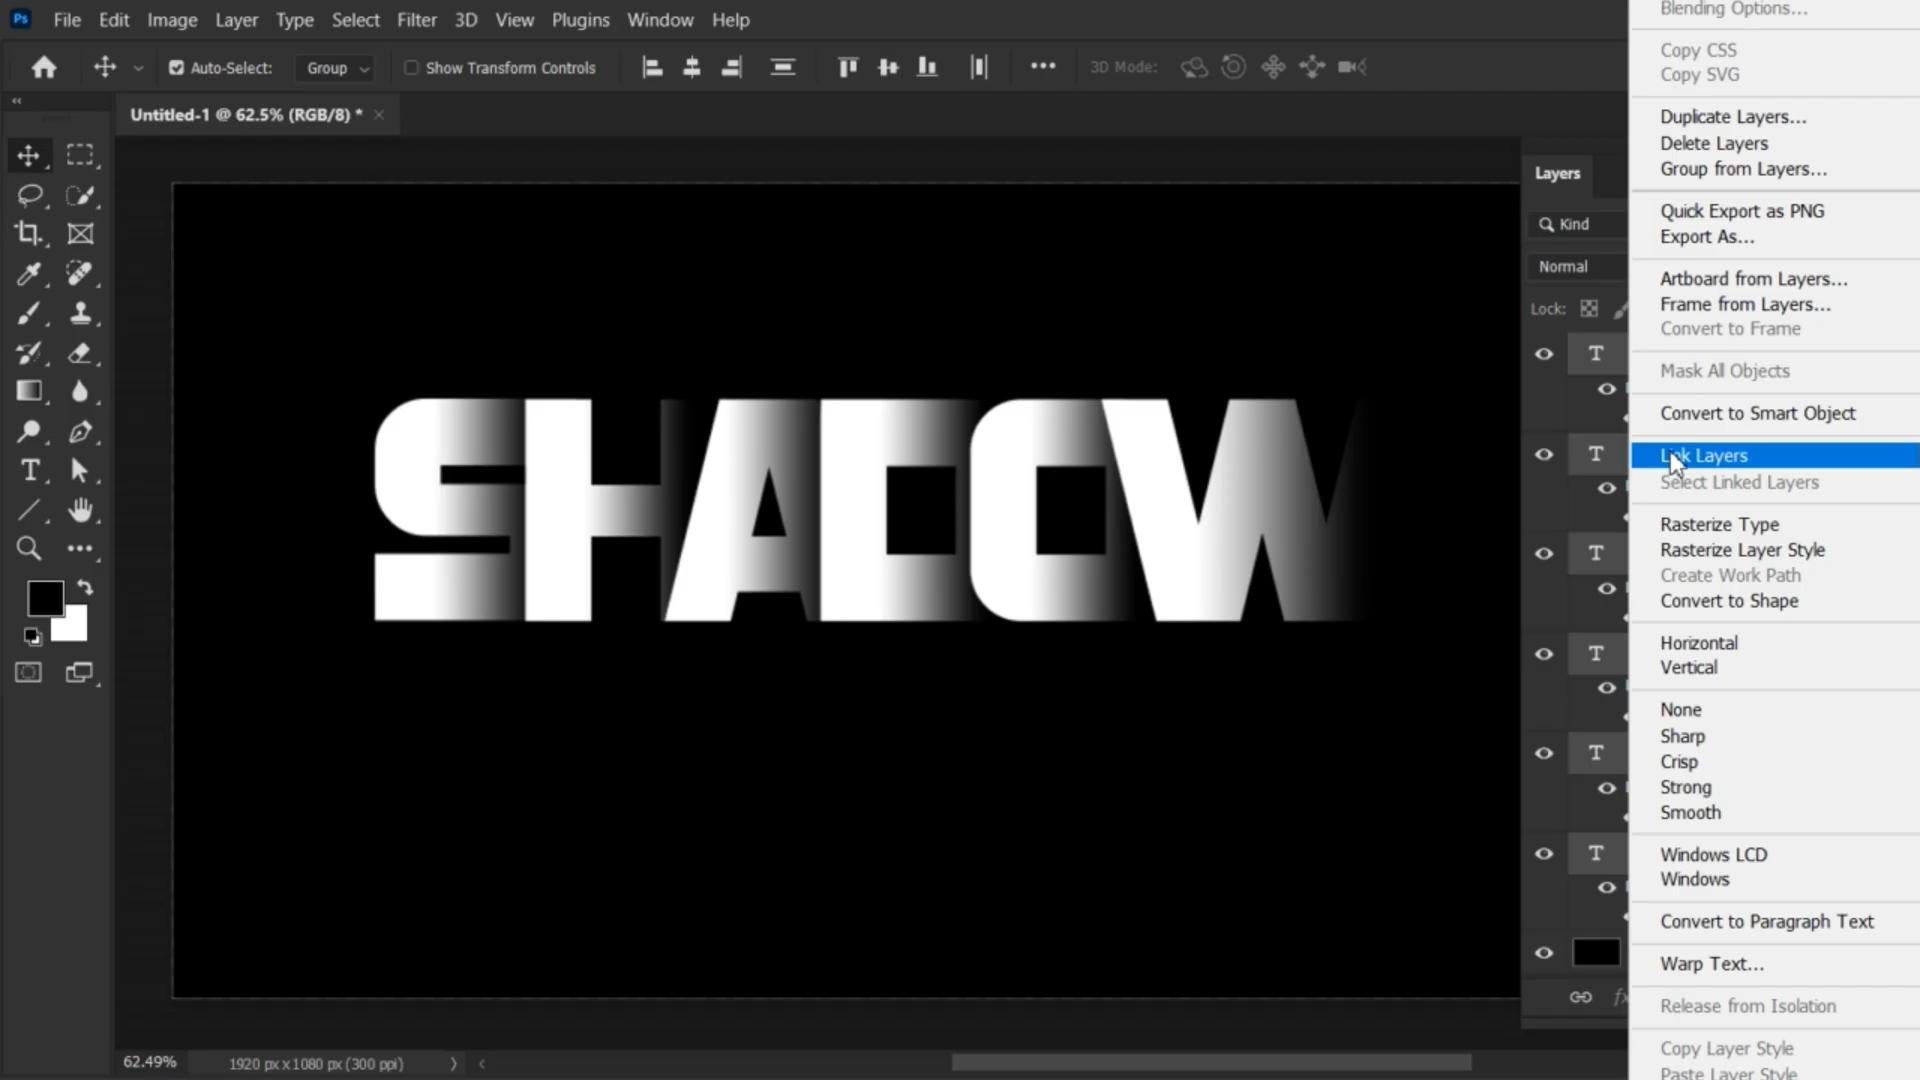 Ps File Edit Image Layer Type Select Filter 3D View Plugins Window Help
Auto-Select: Group Show Transform Controls 3D Mode:
Untitled-1 @ 62.5% (RGB/8) *
SHADOW
62.49% 1920 px x 1080 px (300 ppi)
Layers
Kind
Normal
Lock:
Blending Options...
Copy CSS
Copy SVG
Duplicate Layers...
Delete Layers
Group from Layers...
Quick Export as PNG
Export As...
Artboard from Layers...
Frame from Layers...
Convert to Frame
Mask All Objects
Convert to Smart Object
Link Layers
Select Linked Layers
Rasterize Type
Rasterize Layer Style
Create Work Path
Convert to Shape
Horizontal
Vertical
None
Sharp
Crisp
Strong
Smooth
Windows LCD
Windows
Convert to Paragraph Text
Warp Text...
Release from Isolation
Copy Layer Style
Paste Layer Style